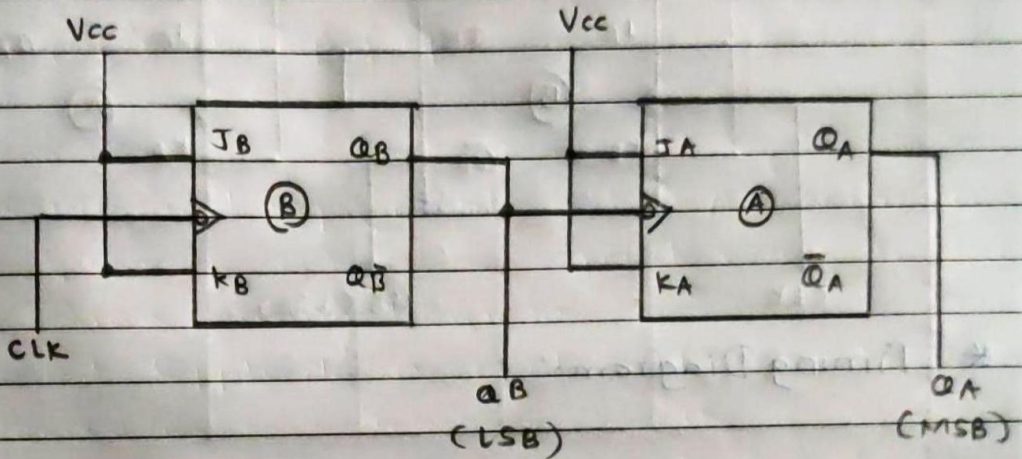 Vcc
Vcc
JB QB
JA QA
B
A
KB QB̄
KA Q̄A
CLK
QB
(LSB)
QA
(MSB)